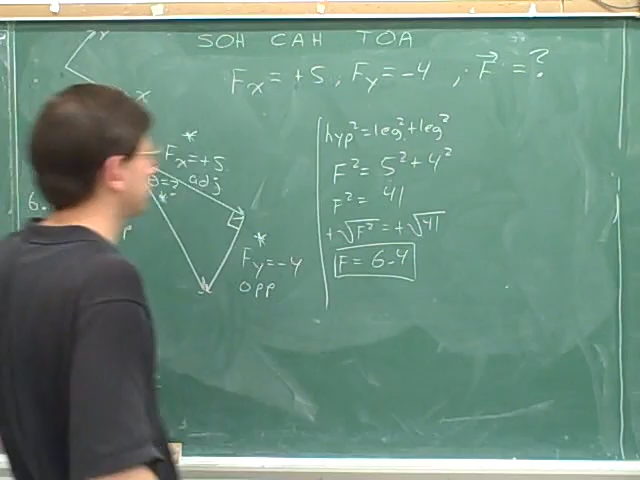 SOH CAH TOA
Fx = +5, Fy = -4, F⃗ = ?
y
x
*
Fx = +5
θ = ?
adj
*
6.
P
*
Fy = -4
opp
hyp² = leg² + leg²
F² = 5² + 4²
F² = 41
+√F² = +√41
F = 6.4